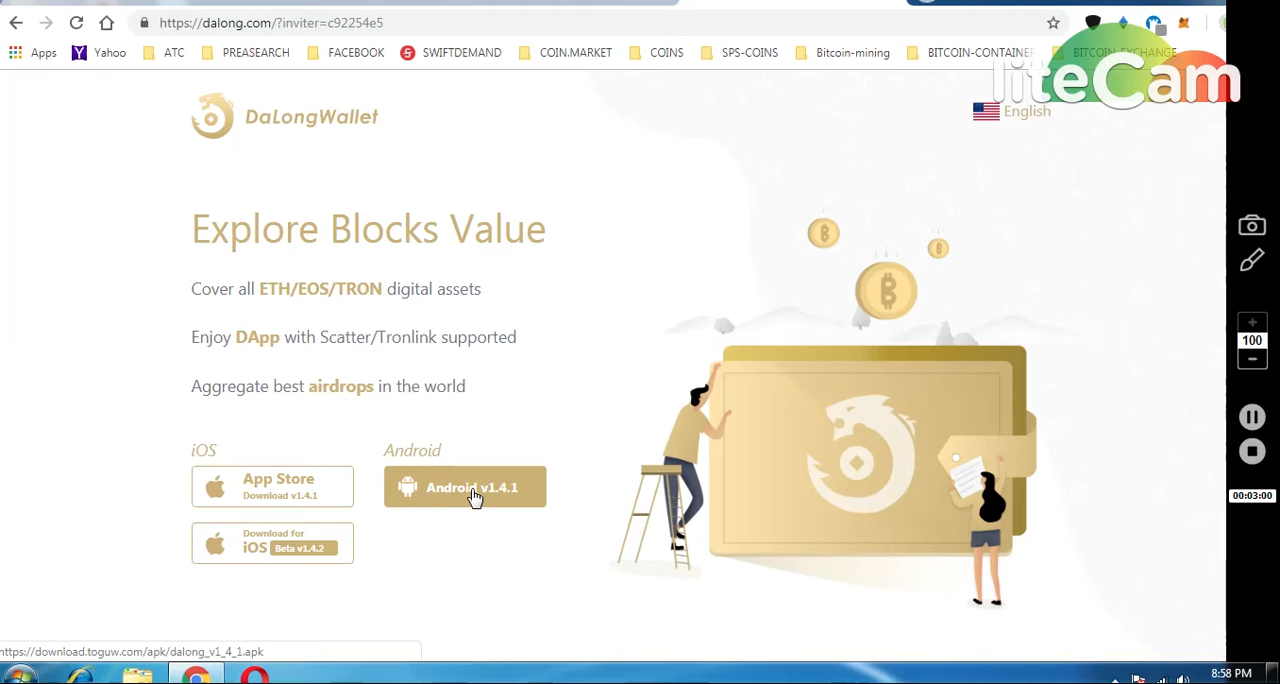 https://dalong.com/?inviter=c92254e5
Apps Yahoo ATC PREASEARCH FACEBOOK SWIFTDEMAND COIN.MARKET COINS SPS-COINS Bitcoin-mining BITCOIN-CONTAINER BITCOIN-EXCHANGE
liteCam
DaLongWallet
English
Explore Blocks Value
Cover all ETH/EOS/TRON digital assets
Enjoy DApp with Scatter/Tronlink supported
Aggregate best airdrops in the world
iOS Android
App Store
Download v1.4.1
Android v1.4.1
Download for
iOS Beta v1.4.2
100
00:03:00
https://download.toguw.com/apk/dalong_v1_4_1.apk
8:58 PM